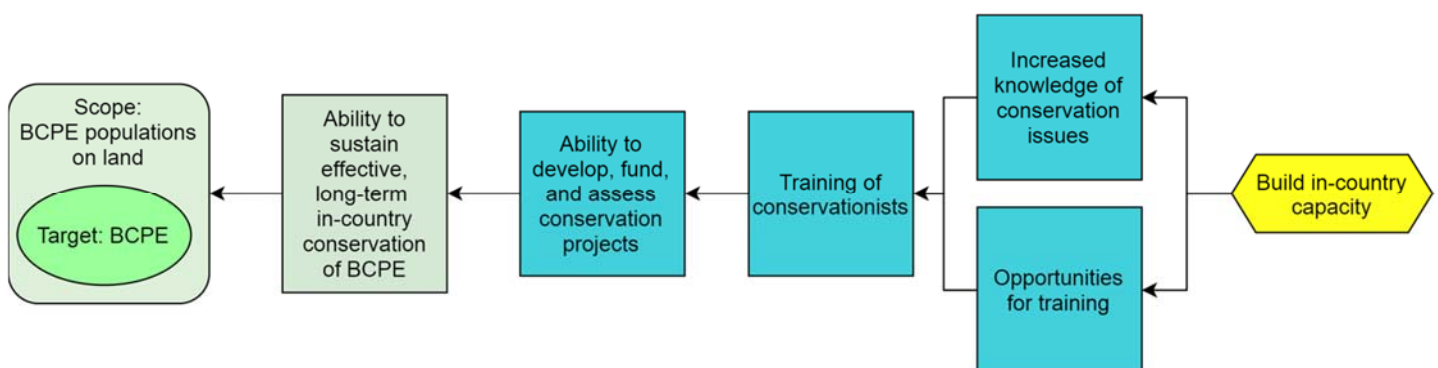 Scope:
BCPE populations
on land
Target: BCPE
Ability to
sustain
effective,
long-term
in-country
conservation
of BCPE
Ability to
develop, fund,
and assess
conservation
projects
Training of
conservationists
Increased
knowledge of
conservation
issues
Opportunities
for training
Build in-country
capacity